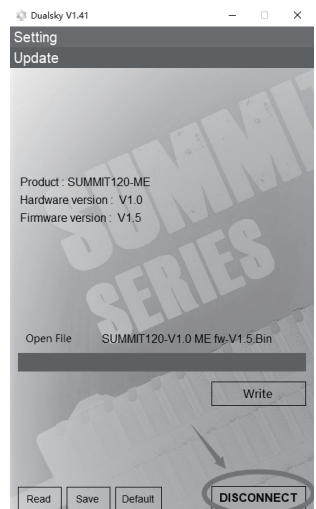 Dualsky V1.41
Setting
Update
SUMMIT
SERIES
Product : SUMMIT120-ME
Hardware version : V1.0
Firmware version : V1.5
Open File SUMMIT120-V1.0 ME fw-V1.5.Bin
Write
Read Save Default DISCONNECT